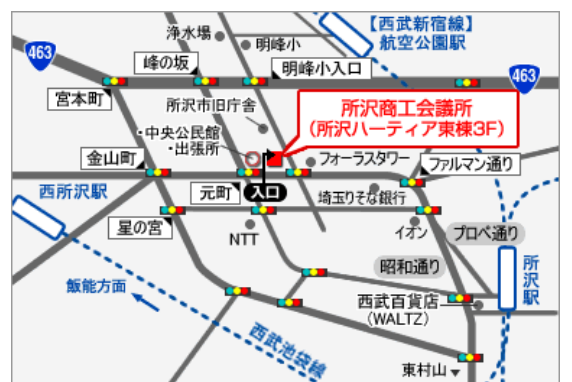 浄水場
明峰小
【西武新宿線】
航空公園駅
463
峰の坂
明峰小入口
463
宮本町
所沢市旧庁舎
所沢商工会議所
（所沢ハーティア東棟3F）
・中央公民館
・出張所
金山町
フォーラスタワー
ファルマン通り
西所沢駅
元町
入口
埼玉りそな銀行
星の宮
NTT
イオン
プロペ通り
昭和通り
所沢駅
飯能方面
西武百貨店
（WALTZ）
西武池袋線
東村山